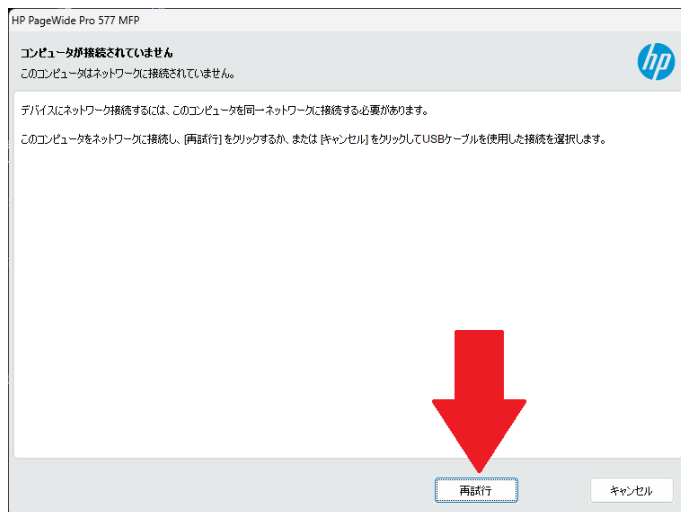 HP PageWide Pro 577 MFP
コンピュータが接続されていません
このコンピュータはネットワークに接続されていません。
hp
デバイスにネットワーク接続するには、このコンピュータを同一ネットワークに接続する必要があります。
このコンピュータをネットワークに接続し、[再試行] をクリックするか、または [キャンセル] をクリックしてUSBケーブルを使用した接続を選択します。
再試行
キャンセル